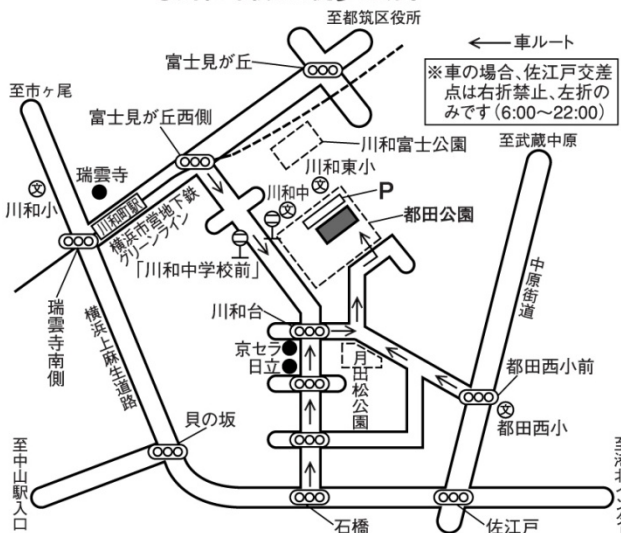 至都筑区役所
←車ルート
富士見が丘
※車の場合、佐江戸交差
点は右折禁止、左折の
みです(6:00〜22:00)
至市ヶ尾
富士見が丘西側
至武蔵中原
川和富士公園
川和東小
瑞雲寺
文
川和小
川和町駅
横浜市営地下鉄
グリーンライン
川和中
文
文
P
都田公園
「川和中学校前」
中原街道
瑞雲寺南側
横浜上麻生道路
川和台
京セラ
日立
月出松公園
都田西小前
文
都田西小
貝の坂
至中山駅入口
石橋
佐江戸